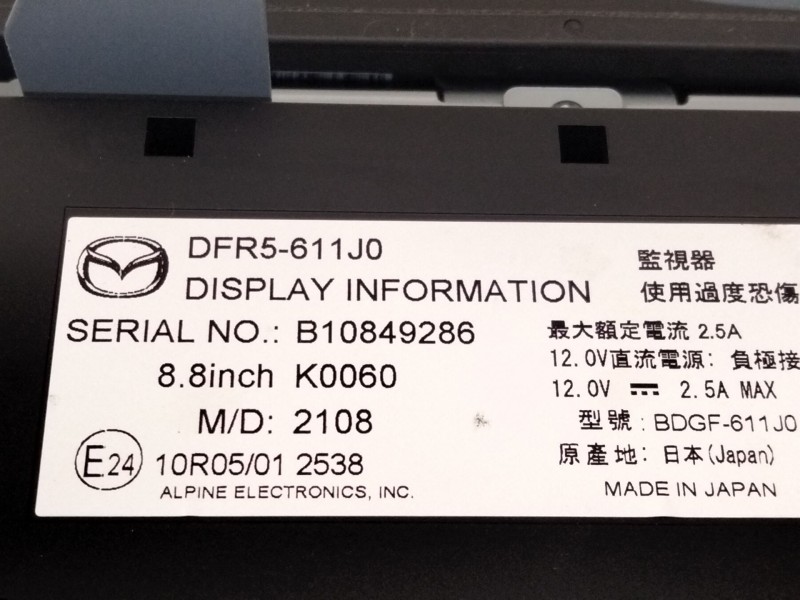 DFR5-611J0
DISPLAY INFORMATION
SERIAL NO.: B10849286
8.8inch K0060
M/D: 2108
E24 10R05/01 2538
ALPINE ELECTRONICS, INC.
監視器
使用過度恐傷
最大額定電流 2.5A
12.0V直流電源: 負極接
12.0V ⎓ 2.5A MAX
型號: BDGF-611J0
原產地: 日本(Japan)
MADE IN JAPAN